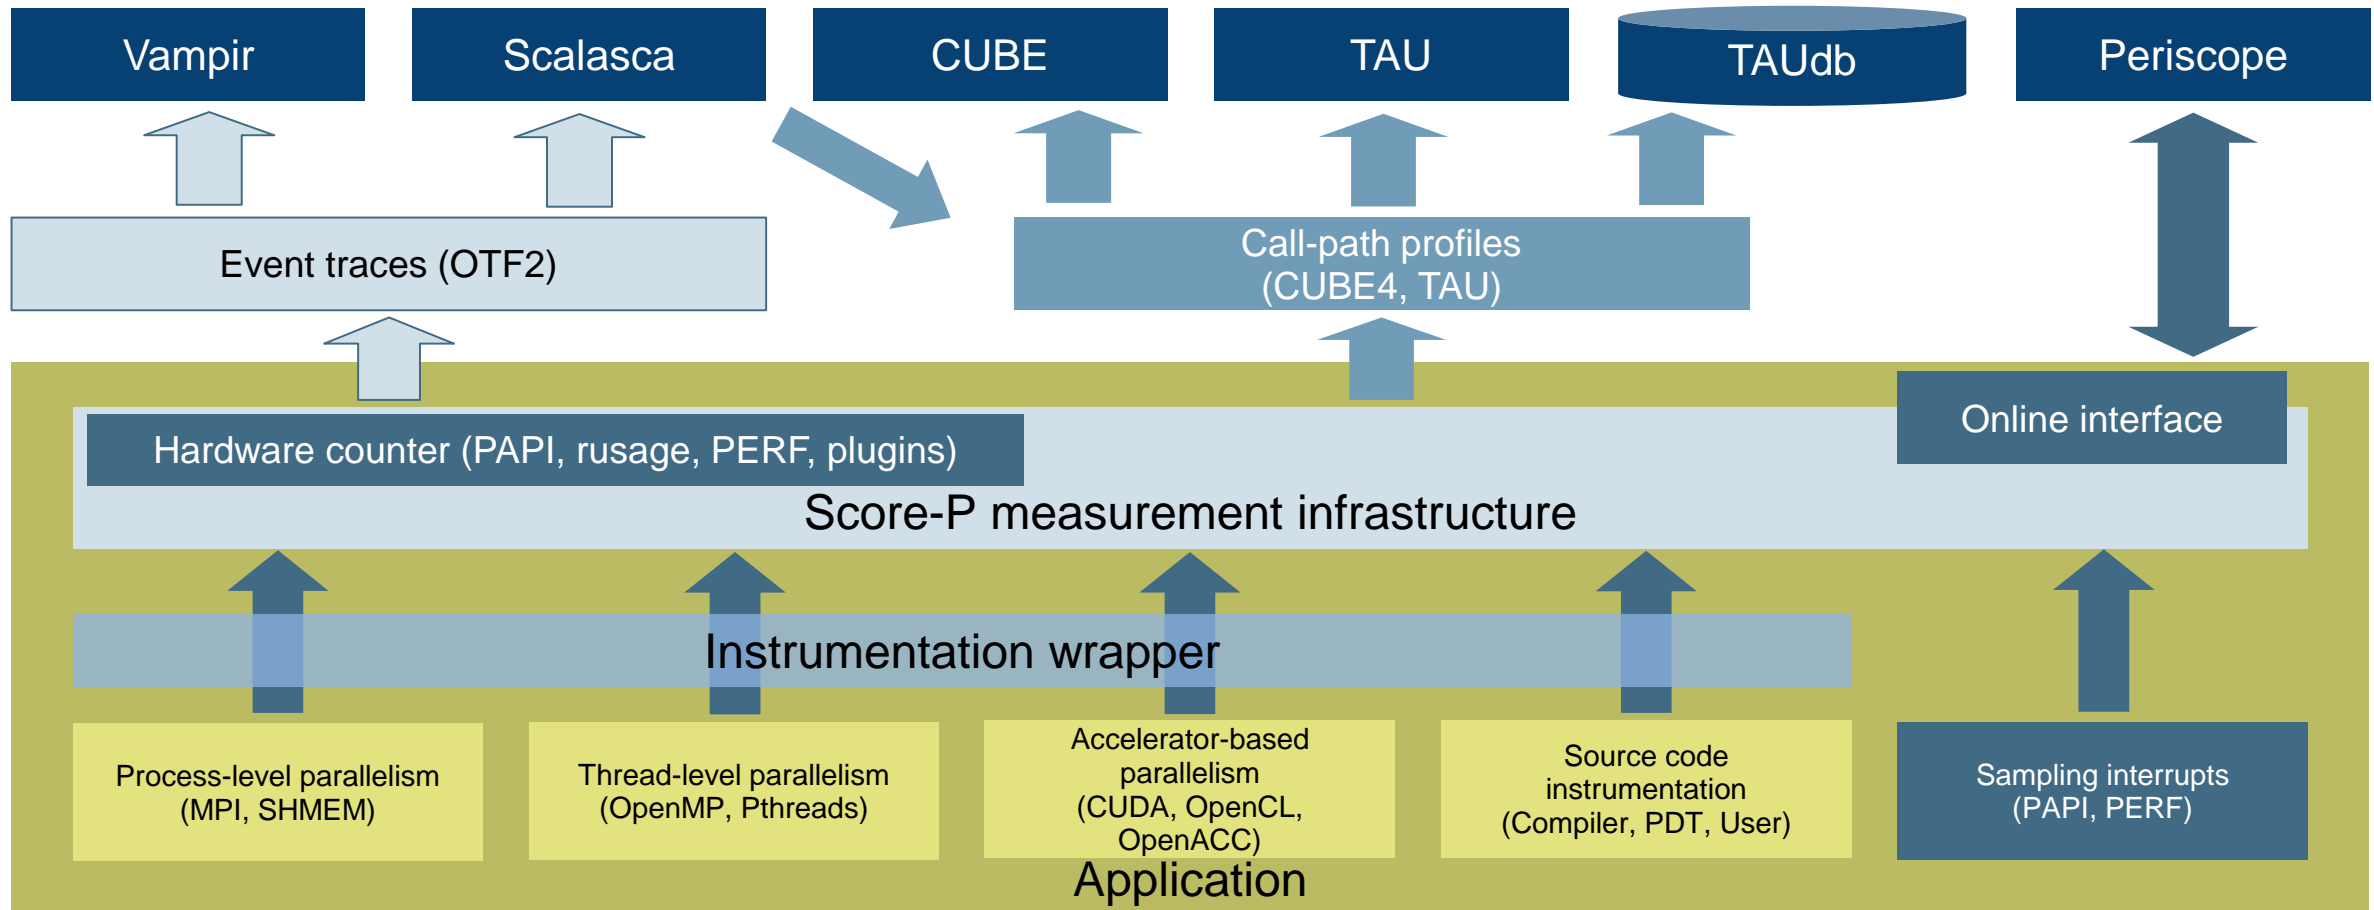 Vampir
Scalasca
CUBE
TAU
TAUdb
Periscope
Event traces (OTF2)
Call-path profiles
(CUBE4, TAU)
Online interface
Hardware counter (PAPI, rusage, PERF, plugins)
Score-P measurement infrastructure
Instrumentation wrapper
Process-level parallelism
(MPI, SHMEM)
Thread-level parallelism
(OpenMP, Pthreads)
Accelerator-based
parallelism
(CUDA, OpenCL,
OpenACC)
Source code
instrumentation
(Compiler, PDT, User)
Sampling interrupts
(PAPI, PERF)
Application